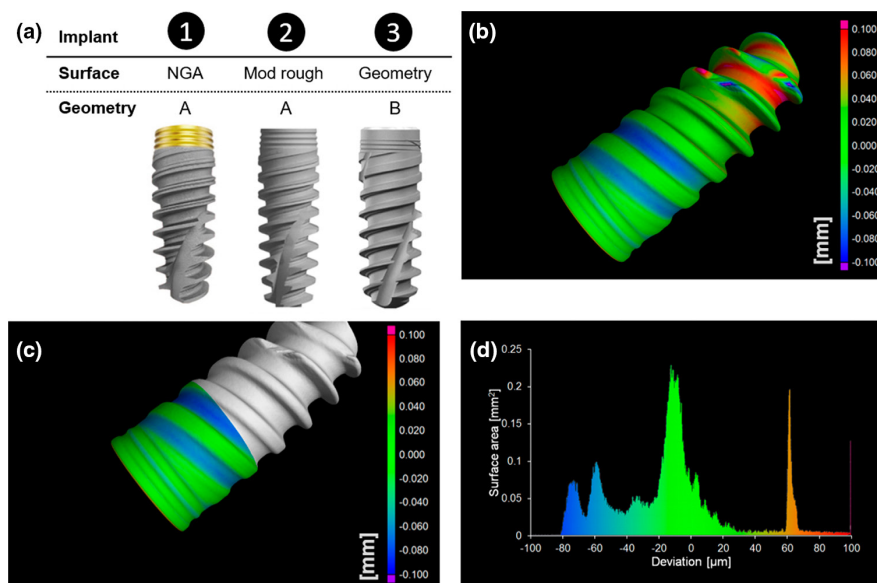 (a)
Implant 1 2 3
Surface NGA Mod rough Geometry
Geometry A A B
(b)
0.100
0.080
0.060
0.040
0.020
0.000
-0.020
-0.040
-0.060
-0.080
-0.100
[mm]
(c)
0.100
0.080
0.060
0.040
0.020
0.000
-0.020
-0.040
-0.060
-0.080
-0.100
[mm]
(d)
0.25
0.2
0.15
0.1
0.05
0
Surface area [mm²]
-100 -80 -60 -40 -20 0 20 40 60 80 100
Deviation [µm]